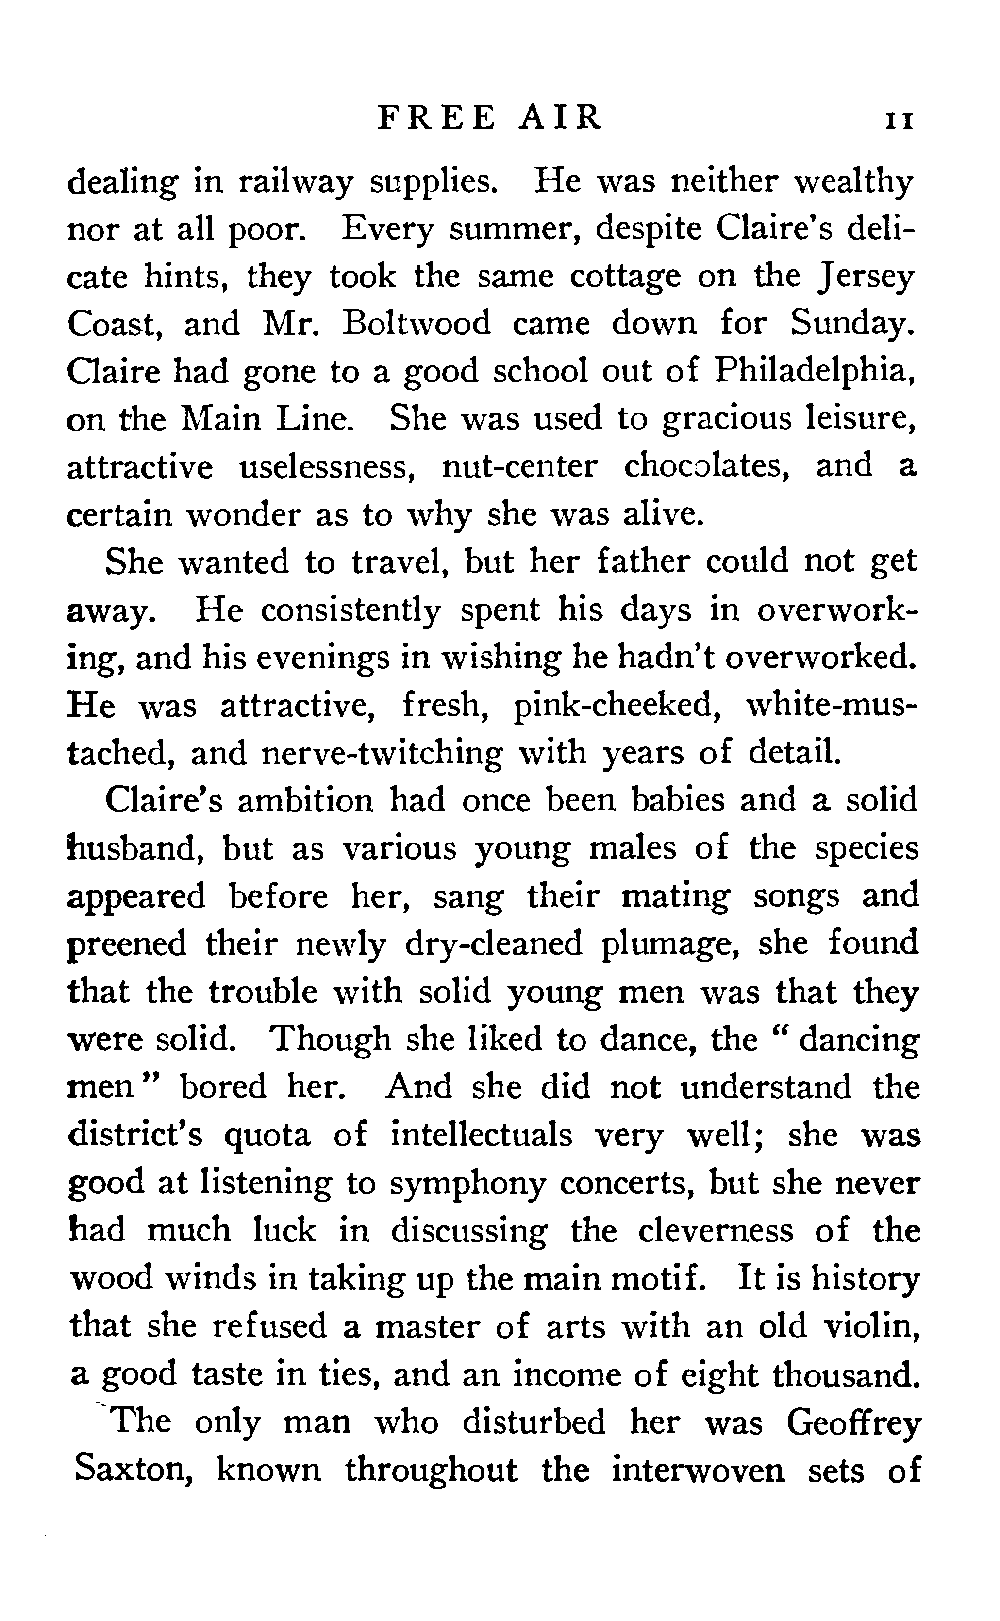 FREE AIR 11
dealing in railway supplies. He was neither wealthy
nor at all poor. Every summer, despite Claire's deli-
cate hints, they took the same cottage on the Jersey
Coast, and Mr. Boltwood came down for Sunday.
Claire had gone to a good school out of Philadelphia,
on the Main Line. She was used to gracious leisure,
attractive uselessness, nut-center chocolates, and a
certain wonder as to why she was alive.
She wanted to travel, but her father could not get
away. He consistently spent his days in overwork-
ing, and his evenings in wishing he hadn't overworked.
He was attractive, fresh, pink-cheeked, white-mus-
tached, and nerve-twitching with years of detail.
Claire's ambition had once been babies and a solid
husband, but as various young males of the species
appeared before her, sang their mating songs and
preened their newly dry-cleaned plumage, she found
that the trouble with solid young men was that they
were solid. Though she liked to dance, the " dancing
men " bored her. And she did not understand the
district's quota of intellectuals very well; she was
good at listening to symphony concerts, but she never
had much luck in discussing the cleverness of the
wood winds in taking up the main motif. It is history
that she refused a master of arts with an old violin,
a good taste in ties, and an income of eight thousand.
The only man who disturbed her was Geoffrey
Saxton, known throughout the interwoven sets of